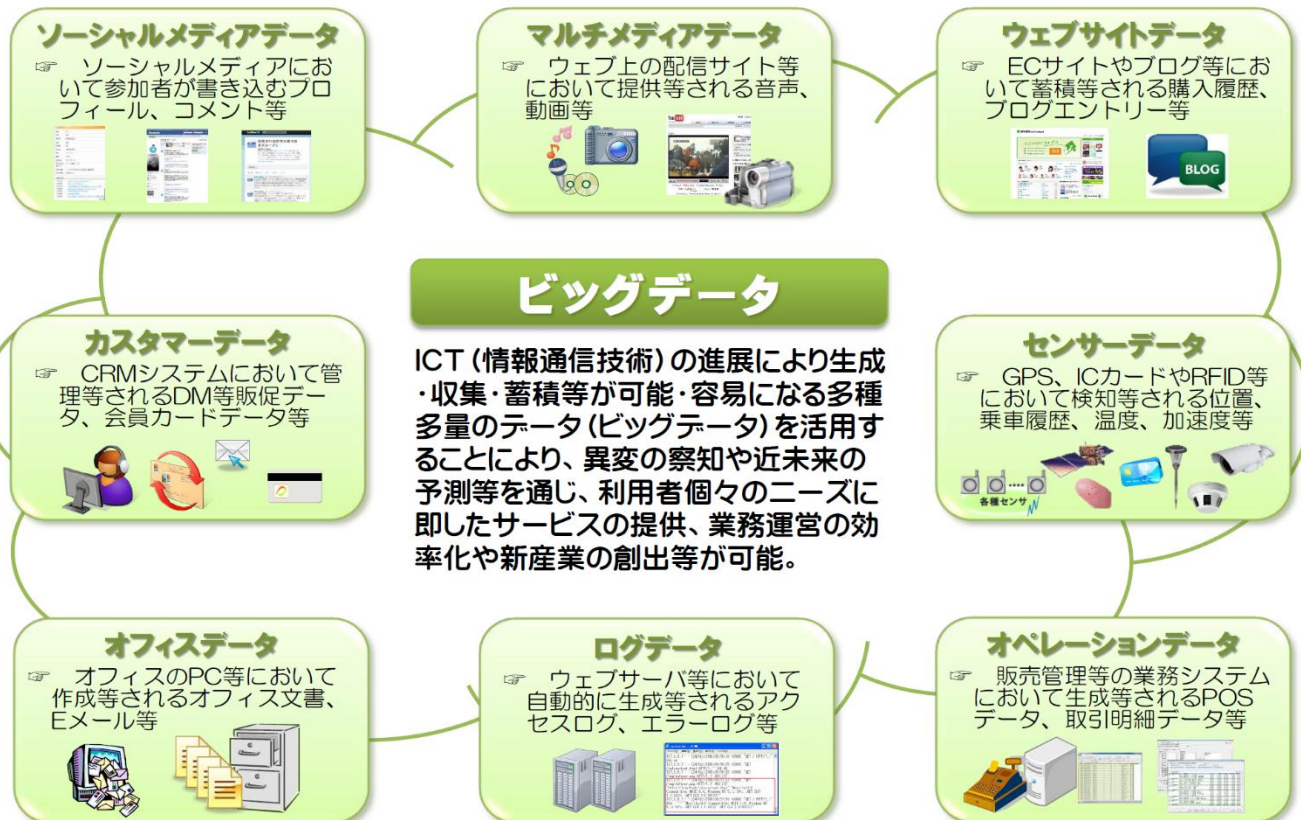 ソーシャルメディアデータ
☞ ソーシャルメディアにお
いて参加者が書き込むプロ
フィール、コメント等
マルチメディアデータ
☞ ウェブ上の配信サイト等
において提供等される音声、
動画等
ウェブサイトデータ
☞ ECサイトやブログ等にお
いて蓄積等される購入履歴、
ブログエントリー等
BLOG
ビッグデータ
ICT(情報通信技術)の進展により生成
・収集・蓄積等が可能・容易になる多種
多量のデータ(ビッグデータ)を活用す
ることにより、異変の察知や近未来の
予測等を通じ、利用者個々のニーズに
即したサービスの提供、業務運営の効
率化や新産業の創出等が可能。
カスタマーデータ
☞ CRMシステムにおいて管
理等されるDM等販促デー
タ、会員カードデータ等
センサーデータ
☞ GPS、ICカードやRFID等
において検知等される位置、
乗車履歴、温度、加速度等
各種センサ
オフィスデータ
☞ オフィスのPC等において
作成等されるオフィス文書、
Eメール等
ログデータ
☞ ウェブサーバ等において
自動的に生成等されるアク
セスログ、エラーログ等
オペレーションデータ
☞ 販売管理等の業務システム
において生成等されるPOS
データ、取引明細データ等